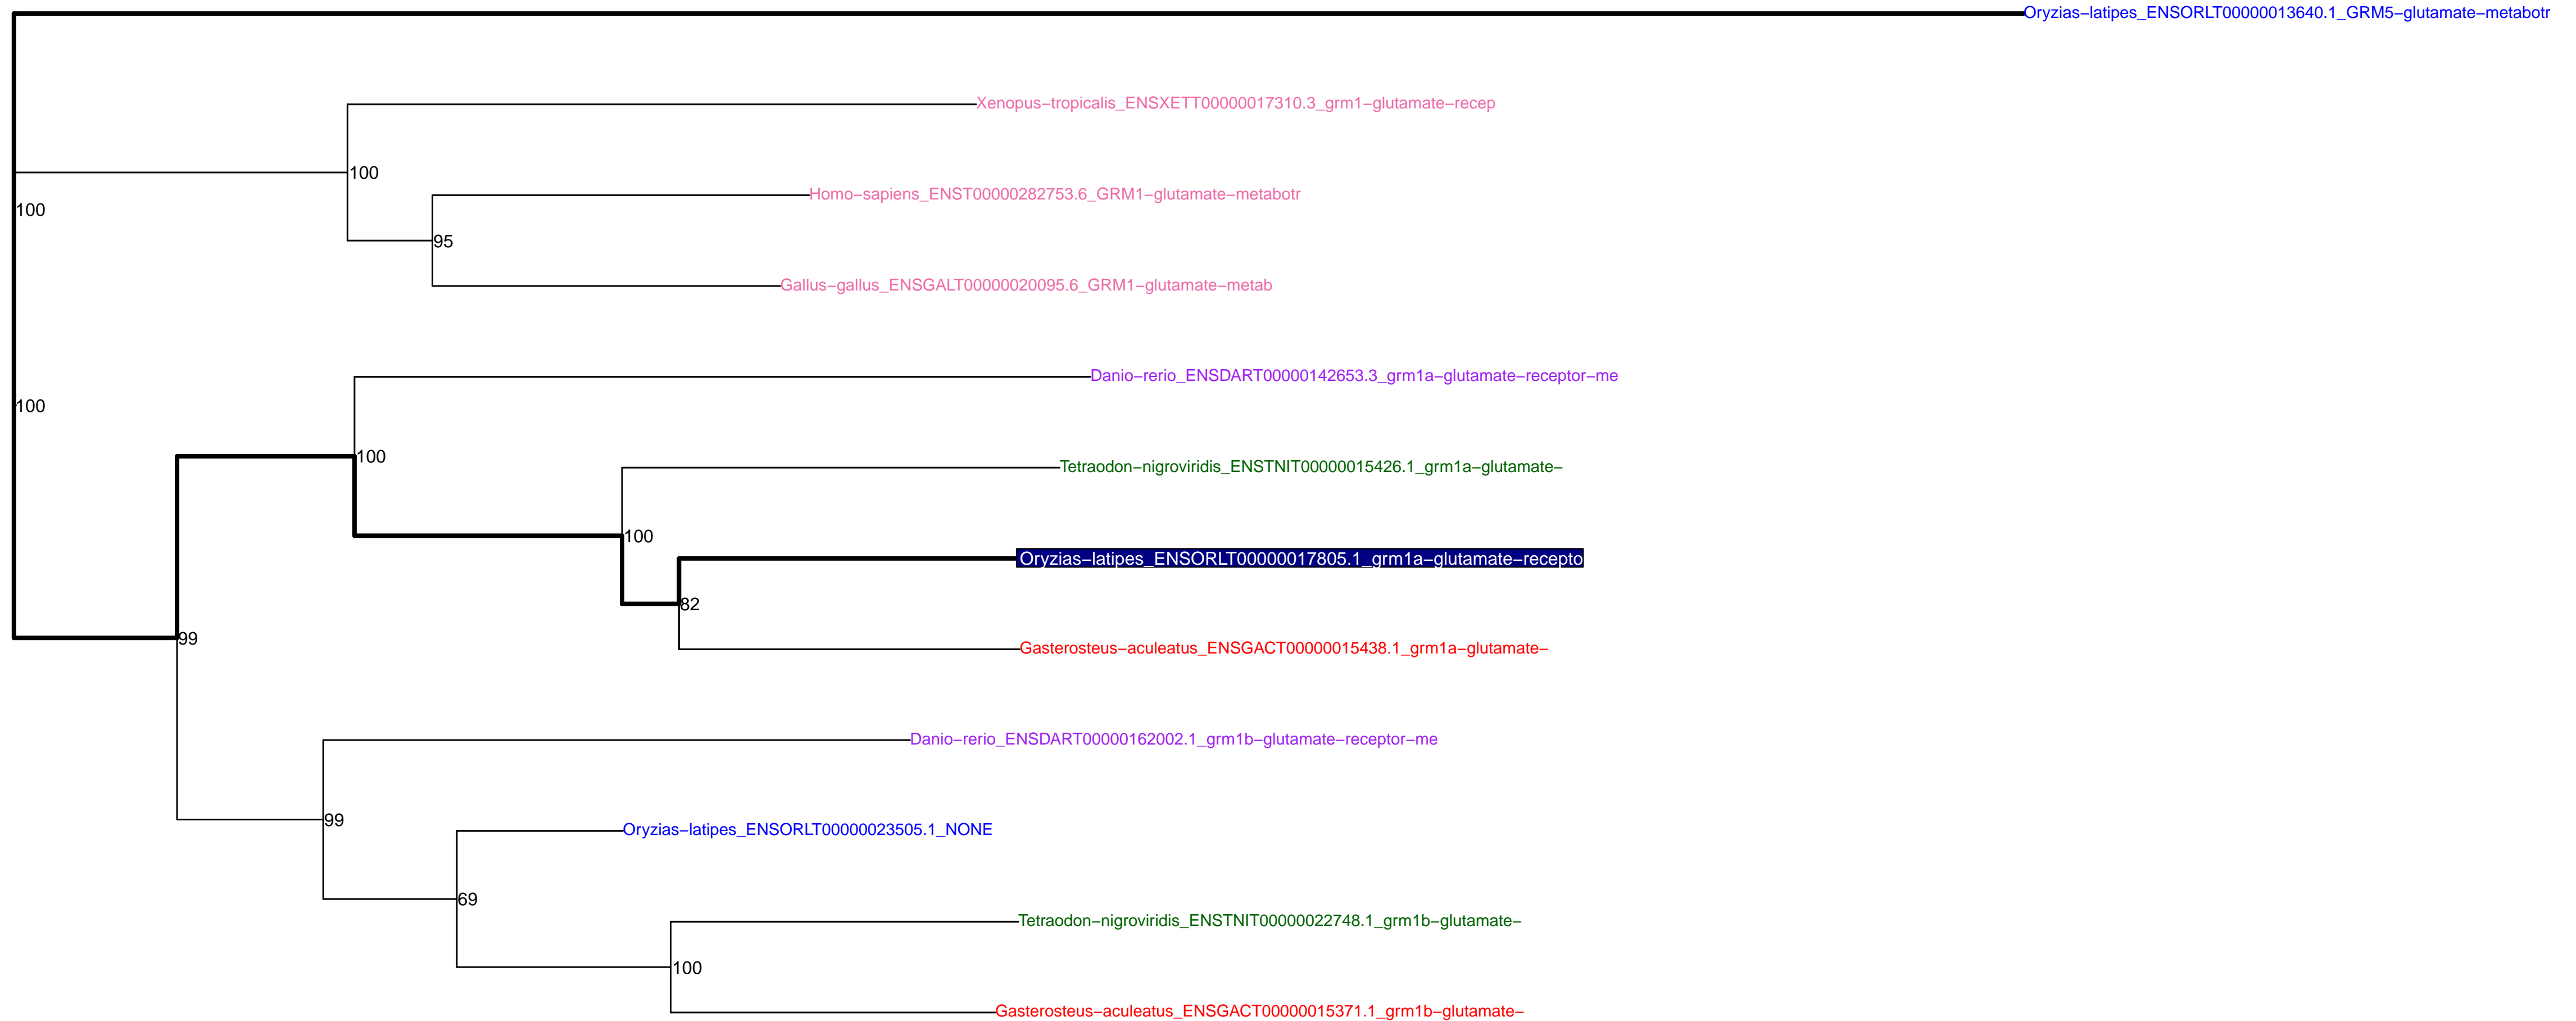 Oryzias−latipes_ENSORLT00000013640.1_GRM5−glutamate−metabotr
Xenopus−tropicalis_ENSXETT00000017310.3_grm1−glutamate−recep
100
Homo−sapiens_ENST00000282753.6_GRM1−glutamate−metabotr
100
95
Gallus−gallus_ENSGALT00000020095.6_GRM1−glutamate−metab
Danio−rerio_ENSDART00000142653.3_grm1a−glutamate−receptor−me
100
100
Tetraodon−nigroviridis_ENSTNIT00000015426.1_grm1a−glutamate−
100
Oryzias−latipes_ENSORLT00000017805.1_grm1a−glutamate−recepto
82
99
Gasterosteus−aculeatus_ENSGACT00000015438.1_grm1a−glutamate−
Danio−rerio_ENSDART00000162002.1_grm1b−glutamate−receptor−me
99
Oryzias−latipes_ENSORLT00000023505.1_NONE
69
Tetraodon−nigroviridis_ENSTNIT00000022748.1_grm1b−glutamate−
100
Gasterosteus−aculeatus_ENSGACT00000015371.1_grm1b−glutamate−